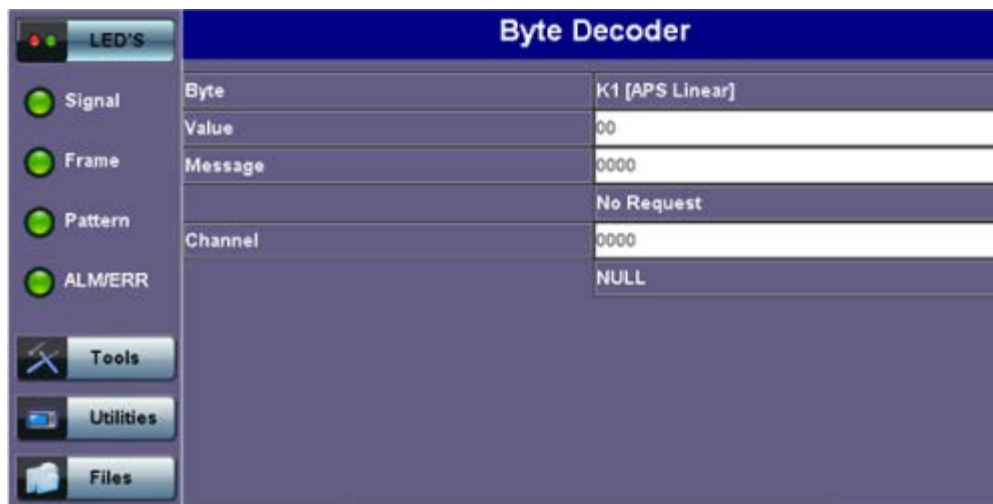 LED'S
Byte Decoder
Signal
Frame
Pattern
ALM/ERR
Tools
Utilities
Files
Byte K1 [APS Linear]
Value 00
Message 0000
No Request
Channel 0000
NULL